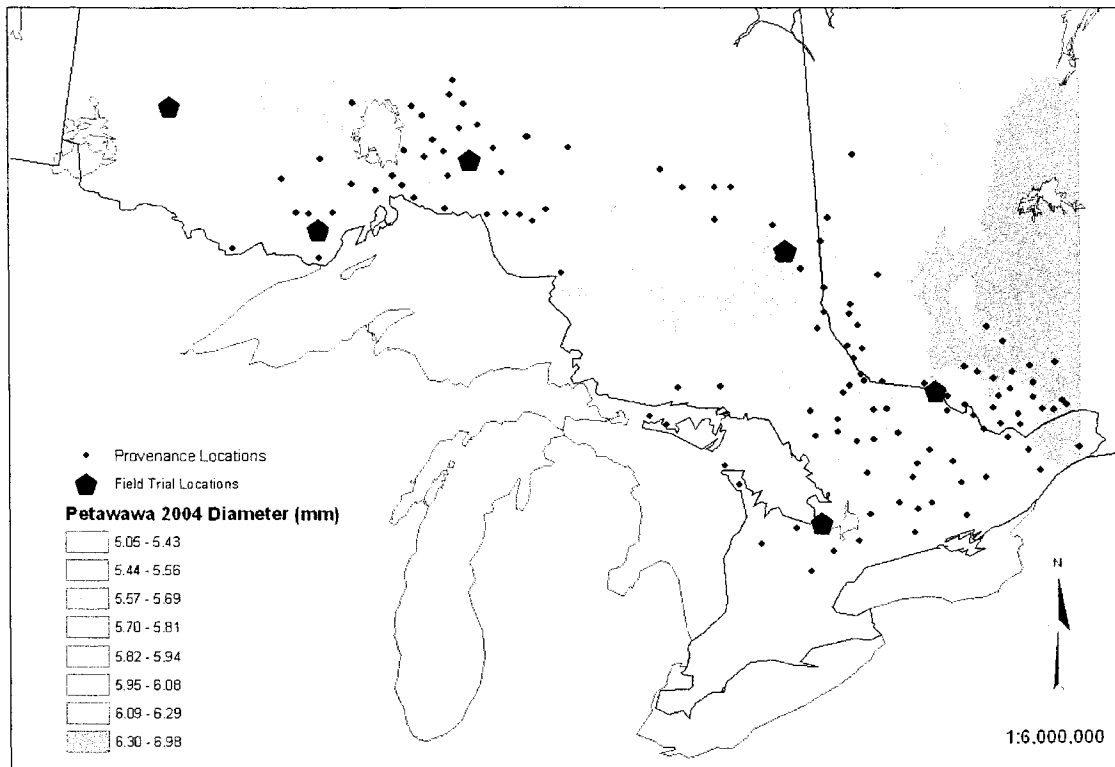 Provenance Locations
Field Trial Locations
Petawawa 2004 Diameter (mm)
5.05 - 5.43
5.44 - 5.56
5.57 - 5.69
5.70 - 5.81
5.82 - 5.94
5.95 - 6.08
6.09 - 6.29
6.30 - 6.98
N
1:6,000,000